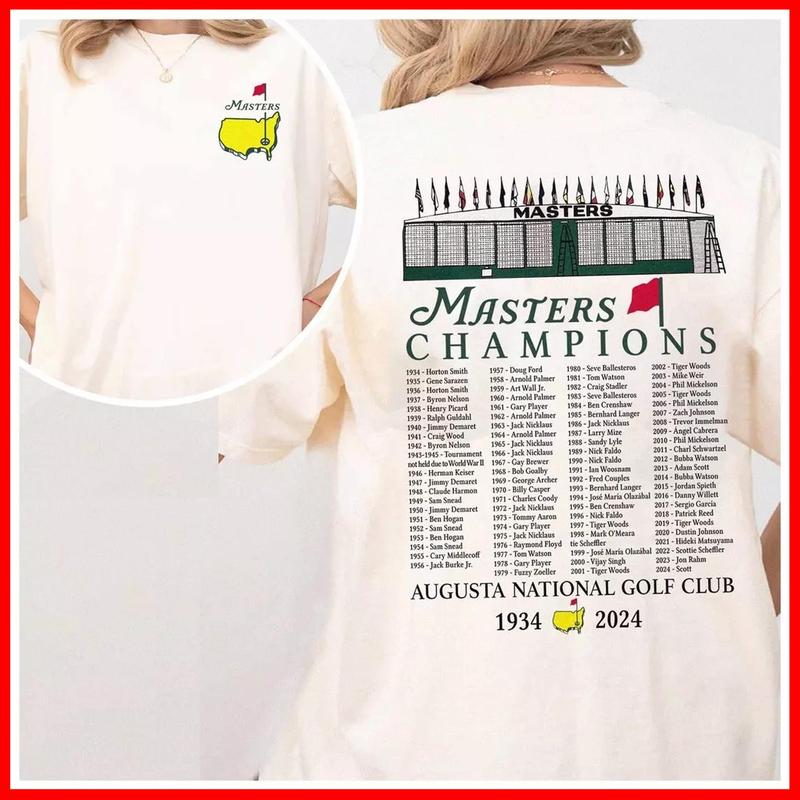 MASTERS
MASTERS
MASTERS
CHAMPIONS
1934 - Horton Smith
1935 - Gene Sarazen
1936 - Horton Smith
1937 - Byron Nelson
1938 - Henry Picard
1939 - Ralph Guldahl
1940 - Jimmy Demaret
1941 - Craig Wood
1942 - Byron Nelson
1943-1945 - Tournament
not held due to World War II
1946 - Herman Keiser
1947 - Jimmy Demaret
1948 - Claude Harmon
1949 - Sam Snead
1950 - Jimmy Demaret
1951 - Ben Hogan
1952 - Sam Snead
1953 - Ben Hogan
1954 - Sam Snead
1955 - Cary Middlecoff
1956 - Jack Burke Jr.
1957 - Doug Ford
1958 - Arnold Palmer
1959 - Art Wall Jr.
1960 - Arnold Palmer
1961 - Gary Player
1962 - Arnold Palmer
1963 - Jack Nicklaus
1964 - Arnold Palmer
1965 - Jack Nicklaus
1966 - Jack Nicklaus
1967 - Gay Brewer
1968 - Bob Goalby
1969 - George Archer
1970 - Billy Casper
1971 - Charles Coody
1972 - Jack Nicklaus
1973 - Tommy Aaron
1974 - Gary Player
1975 - Jack Nicklaus
1976 - Raymond Floyd
1977 - Tom Watson
1978 - Gary Player
1979 - Fuzzy Zoeller
1980 - Seve Ballesteros
1981 - Tom Watson
1982 - Craig Stadler
1983 - Seve Ballesteros
1984 - Ben Crenshaw
1985 - Bernhard Langer
1986 - Jack Nicklaus
1987 - Larry Mize
1988 - Sandy Lyle
1989 - Nick Faldo
1990 - Nick Faldo
1991 - Ian Woosnam
1992 - Fred Couples
1993 - Bernhard Langer
1994 - José María Olazábal
1995 - Ben Crenshaw
1996 - Nick Faldo
1997 - Tiger Woods
1998 - Mark O'Meara
tie Scheffler
1999 - José María Olazábal
2000 - Vijay Singh
2001 - Tiger Woods
2002 - Tiger Woods
2003 - Mike Weir
2004 - Phil Mickelson
2005 - Tiger Woods
2006 - Phil Mickelson
2007 - Zach Johnson
2008 - Trevor Immelman
2009 - Ángel Cabrera
2010 - Phil Mickelson
2011 - Charl Schwartzel
2012 - Bubba Watson
2013 - Adam Scott
2014 - Bubba Watson
2015 - Jordan Spieth
2016 - Danny Willett
2017 - Sergio García
2018 - Patrick Reed
2019 - Tiger Woods
2020 - Dustin Johnson
2021 - Hideki Matsuyama
2022 - Scottie Scheffler
2023 - Jon Rahm
2024 - Scott
AUGUSTA NATIONAL GOLF CLUB
1934 2024